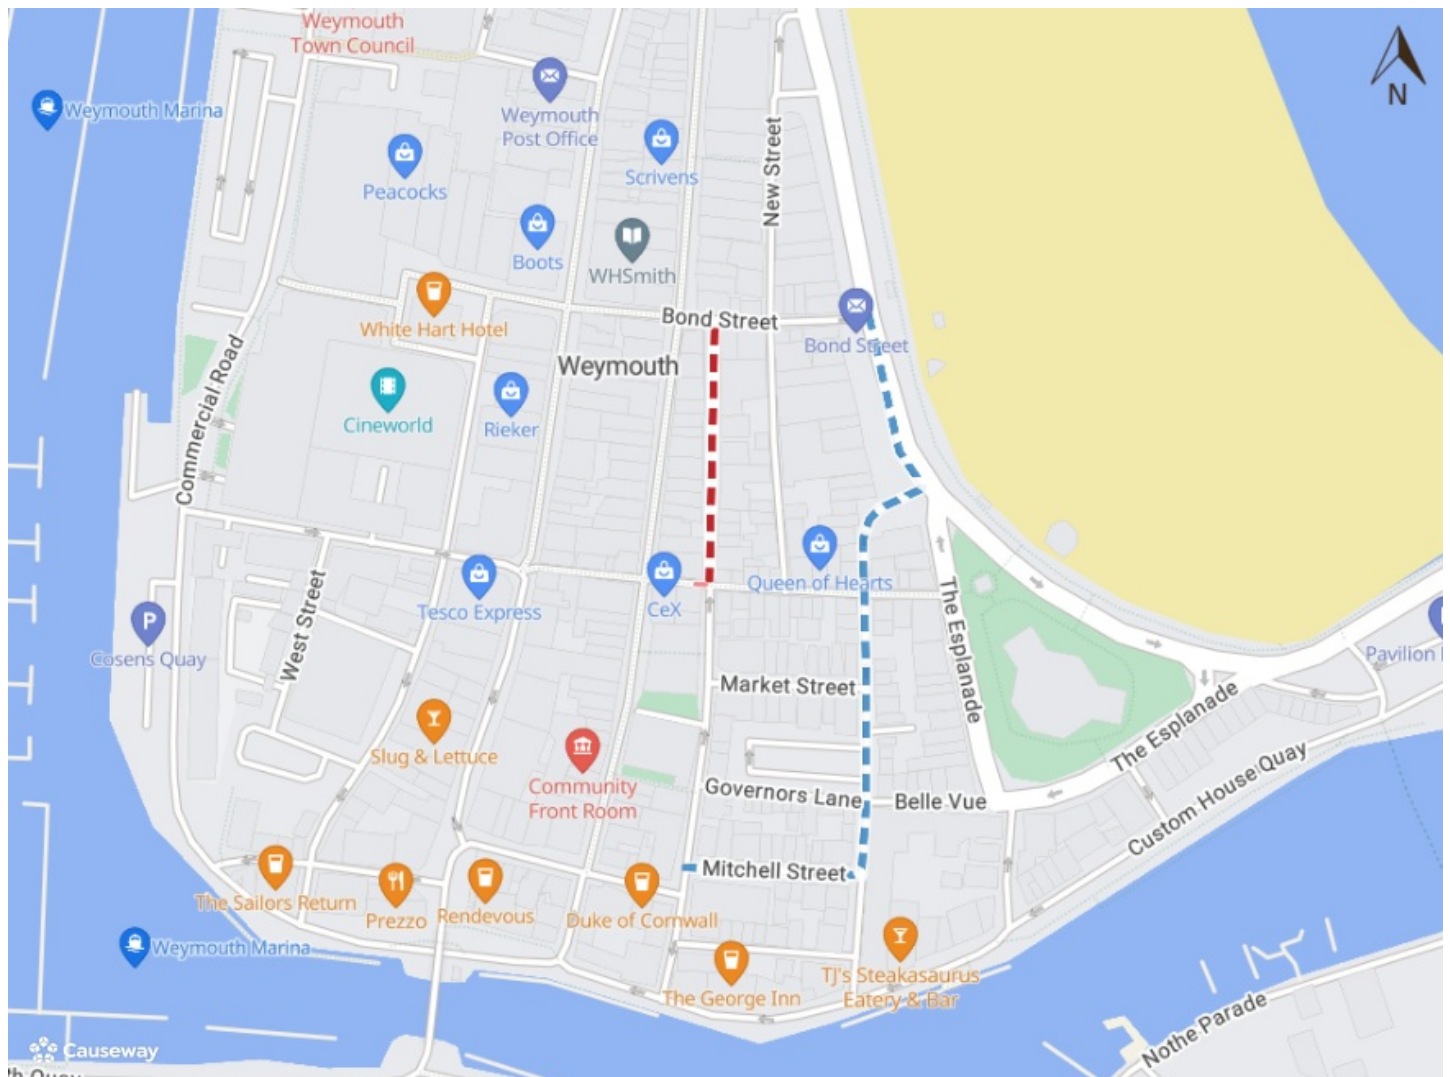 Weymouth
Town Council
N
Weymouth Marina
Weymouth
Post Office
New Street
Peacocks
Scrivens
Boots
WHSmith
White Hart Hotel
Bond Street
Bond Street
Weymouth
Commercial Road
Cineworld
Rieker
Queen of Hearts
Tesco Express
CeX
The Esplanade
West Street
Cosens Quay
P
Pavilion
Market Street
The Esplanade
Slug & Lettuce
Community
Front Room
Governors Lane
Belle Vue
Custom House Quay
Mitchell Street
The Sailors Return
Prezzo
Rendevous
Duke of Cornwall
Weymouth Marina
The George Inn
TJ's Steakasaurus
Eatery & Bar
Nothe Parade
Causeway